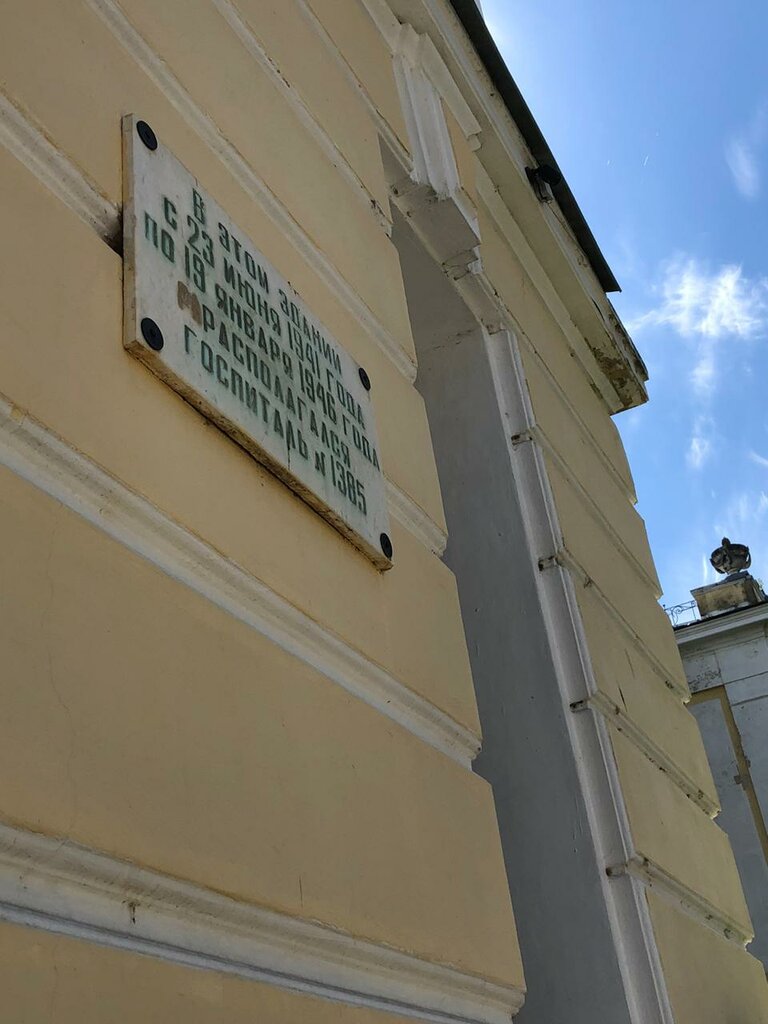 В ЭТОМ ЗДАНИИ
С 23 ИЮНЯ 1941 ГОДА
ПО 19 ЯНВАРЯ 1946 ГОДА
РАСПОЛАГАЛСЯ
ГОСПИТАЛЬ № 1385